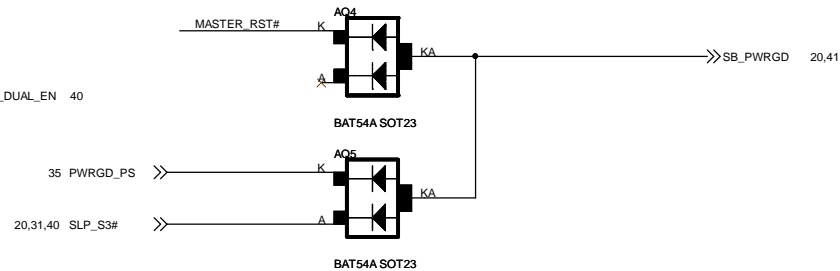 AQ4
MASTER_RST# K
KA
SB_PWRGD 20,41
A
_DUAL_EN 40
BAT54A SOT23
AQ5
35 PWRGD_PS K
KA
20,31,40 SLP_S3# A
BAT54A SOT23